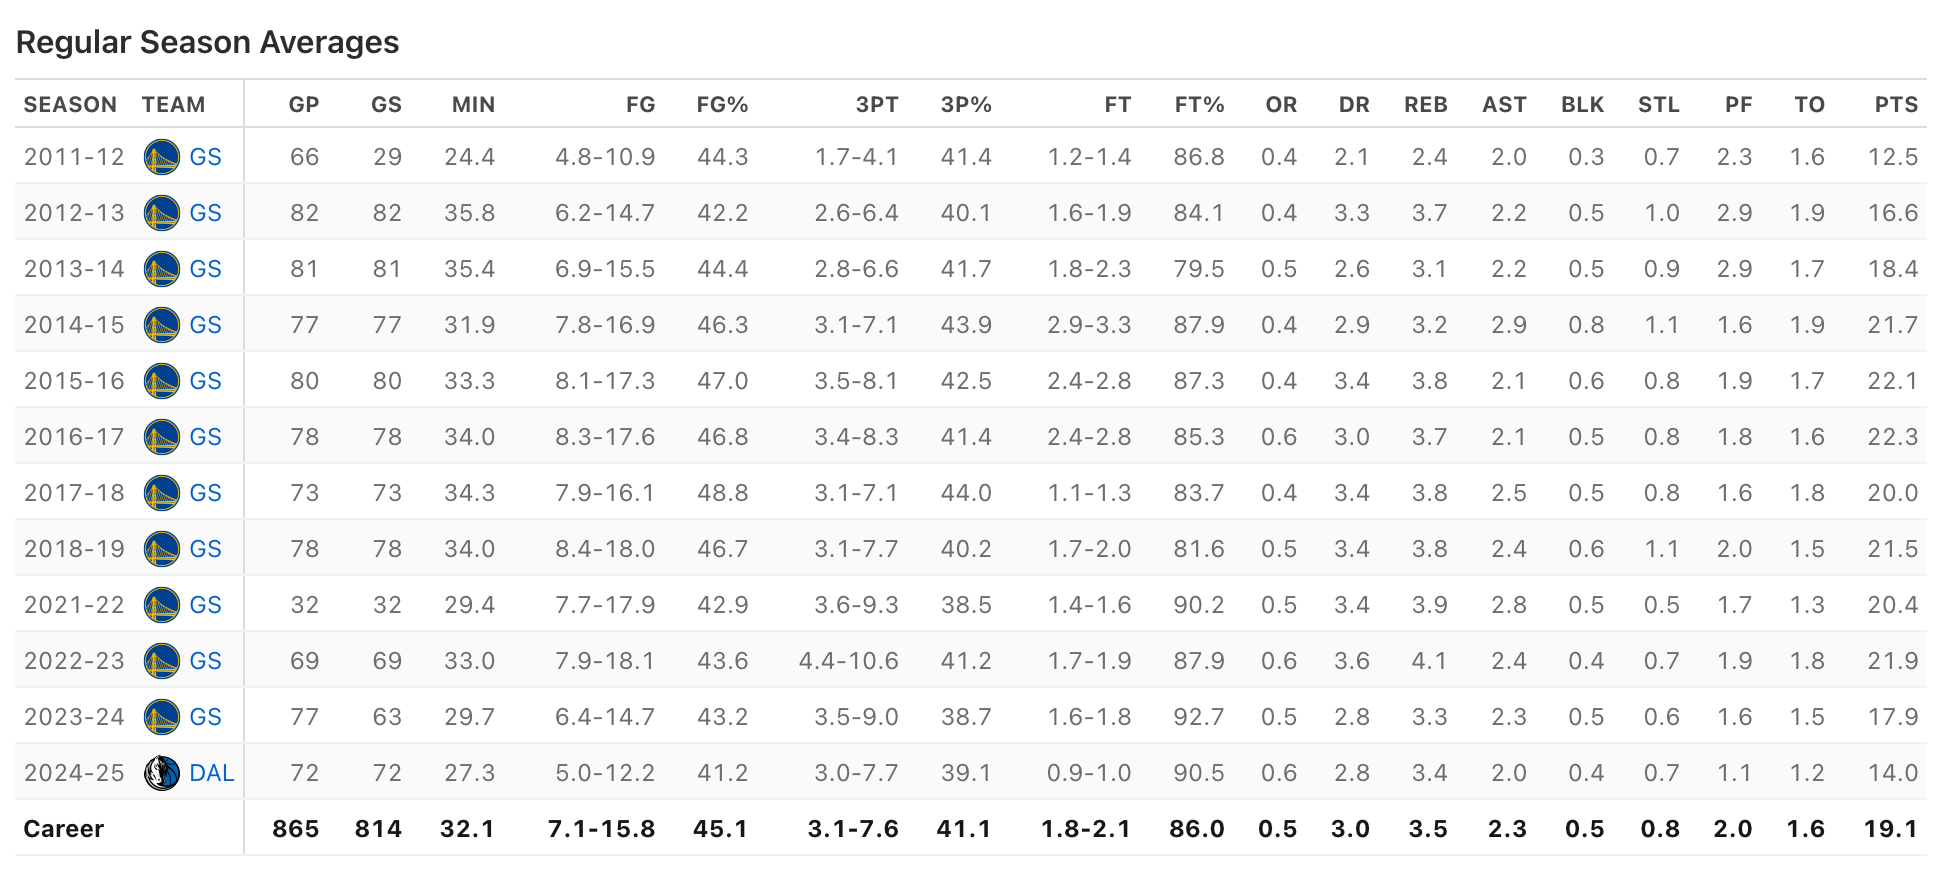 Regular Season Averages
SEASON TEAM GP GS MIN FG FG% 3PT 3P% FT FT% OR DR REB AST BLK STL PF TO PTS
2011-12 GS 66 29 24.4 4.8-10.9 44.3 1.7-4.1 41.4 1.2-1.4 86.8 0.4 2.1 2.4 2.0 0.3 0.7 2.3 1.6 12.5
2012-13 GS 82 82 35.8 6.2-14.7 42.2 2.6-6.4 40.1 1.6-1.9 84.1 0.4 3.3 3.7 2.2 0.5 1.0 2.9 1.9 16.6
2013-14 GS 81 81 35.4 6.9-15.5 44.4 2.8-6.6 41.7 1.8-2.3 79.5 0.5 2.6 3.1 2.2 0.5 0.9 2.9 1.7 18.4
2014-15 GS 77 77 31.9 7.8-16.9 46.3 3.1-7.1 43.9 2.9-3.3 87.9 0.4 2.9 3.2 2.9 0.8 1.1 1.6 1.9 21.7
2015-16 GS 80 80 33.3 8.1-17.3 47.0 3.5-8.1 42.5 2.4-2.8 87.3 0.4 3.4 3.8 2.1 0.6 0.8 1.9 1.7 22.1
2016-17 GS 78 78 34.0 8.3-17.6 46.8 3.4-8.3 41.4 2.4-2.8 85.3 0.6 3.0 3.7 2.1 0.5 0.8 1.8 1.6 22.3
2017-18 GS 73 73 34.3 7.9-16.1 48.8 3.1-7.1 44.0 1.1-1.3 83.7 0.4 3.4 3.8 2.5 0.5 0.8 1.6 1.8 20.0
2018-19 GS 78 78 34.0 8.4-18.0 46.7 3.1-7.7 40.2 1.7-2.0 81.6 0.5 3.4 3.8 2.4 0.6 1.1 2.0 1.5 21.5
2021-22 GS 32 32 29.4 7.7-17.9 42.9 3.6-9.3 38.5 1.4-1.6 90.2 0.5 3.4 3.9 2.8 0.5 0.5 1.7 1.3 20.4
2022-23 GS 69 69 33.0 7.9-18.1 43.6 4.4-10.6 41.2 1.7-1.9 87.9 0.6 3.6 4.1 2.4 0.4 0.7 1.9 1.8 21.9
2023-24 GS 77 63 29.7 6.4-14.7 43.2 3.5-9.0 38.7 1.6-1.8 92.7 0.5 2.8 3.3 2.3 0.5 0.6 1.6 1.5 17.9
2024-25 DAL 72 72 27.3 5.0-12.2 41.2 3.0-7.7 39.1 0.9-1.0 90.5 0.6 2.8 3.4 2.0 0.4 0.7 1.1 1.2 14.0
Career 865 814 32.1 7.1-15.8 45.1 3.1-7.6 41.1 1.8-2.1 86.0 0.5 3.0 3.5 2.3 0.5 0.8 2.0 1.6 19.1